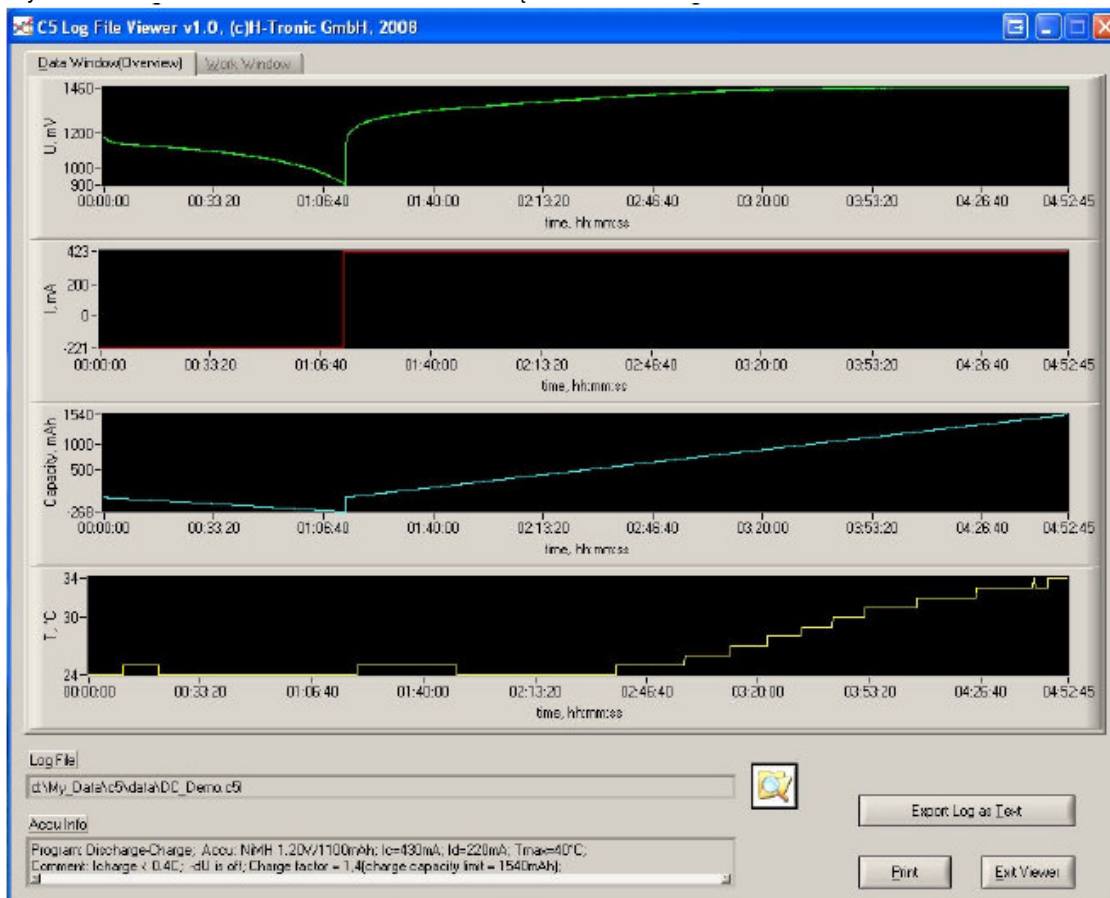 C5 Log File Viewer v1.0, (c)H-Tronic GmbH, 2008
Data Window(Overview) Work Window
1460
1200
1000
900
U, mV
00:00:00 00:33:20 01:06:40 01:40:00 02:13:20 02:46:40 03:20:00 03:53:20 04:26:40 04:52:45
time, hh:mm:ss
423
200
0
-221
I, mA
00:00:00 00:33:20 01:06:40 01:40:00 02:13:20 02:46:40 03:20:00 03:53:20 04:26:40 04:52:45
time, hh:mm:ss
1540
1000
500
-268
Capacity, mAh
00:00:00 00:33:20 01:06:40 01:40:00 02:13:20 02:46:40 03:20:00 03:53:20 04:26:40 04:52:45
time, hh:mm:ss
34
30
24
T, °C
00:00:00 00:33:20 01:06:40 01:40:00 02:13:20 02:46:40 03:20:00 03:53:20 04:26:40 04:52:45
time, hh:mm:ss
Log File
d:\My_Data\c5\data\DC_Demo.c5l
Accu Info
Program: Discharge-Charge; Accu: NiMH 1.20V/1100mAh; Ic=430mA; Id=220mA; Tmax=40°C;
Comment: Icharge < 0.4C; -dU is off; Charge factor = 1,4(charge capacity limit = 1540mAh);
Export Log as Text
Print Exit Viewer